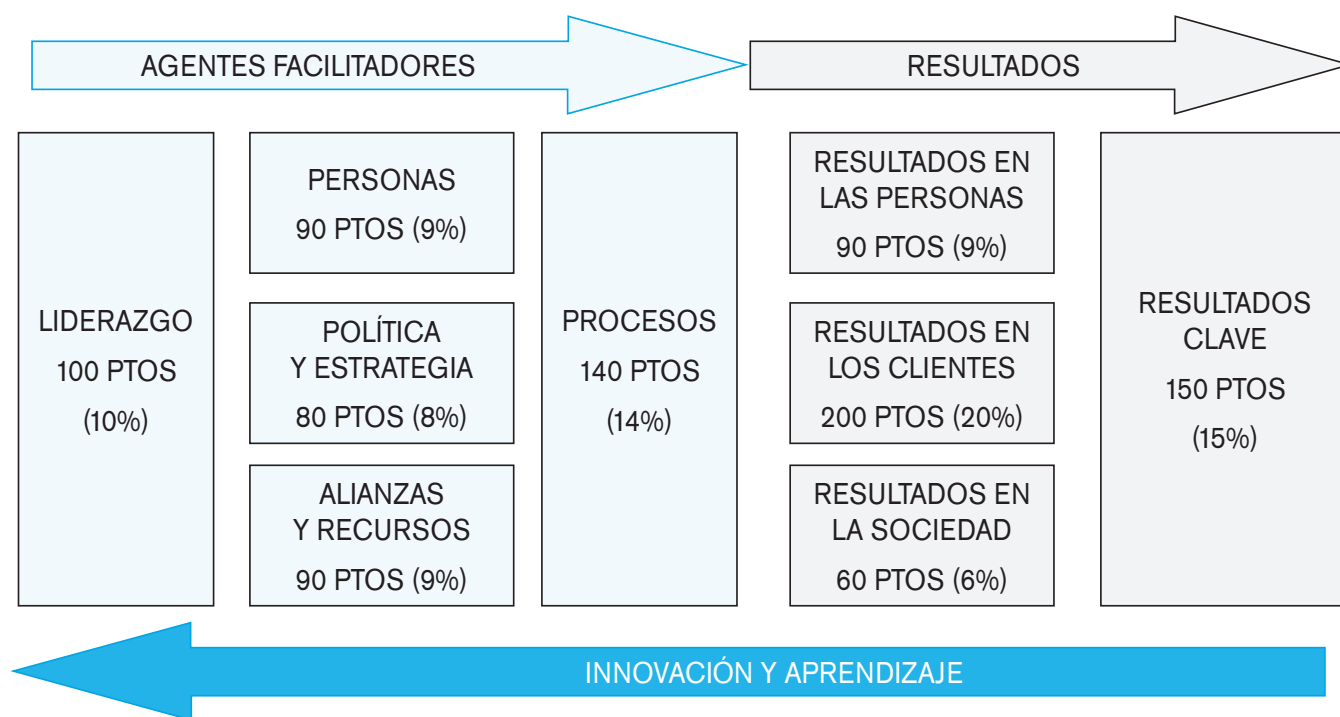 AGENTES FACILITADORES
RESULTADOS
LIDERAZGO
100 PTOS
(10%)
PERSONAS
90 PTOS (9%)
POLÍTICA
Y ESTRATEGIA
80 PTOS (8%)
ALIANZAS
Y RECURSOS
90 PTOS (9%)
PROCESOS
140 PTOS
(14%)
RESULTADOS EN
LAS PERSONAS
90 PTOS (9%)
RESULTADOS EN
LOS CLIENTES
200 PTOS (20%)
RESULTADOS EN
LA SOCIEDAD
60 PTOS (6%)
RESULTADOS
CLAVE
150 PTOS
(15%)
INNOVACIÓN Y APRENDIZAJE